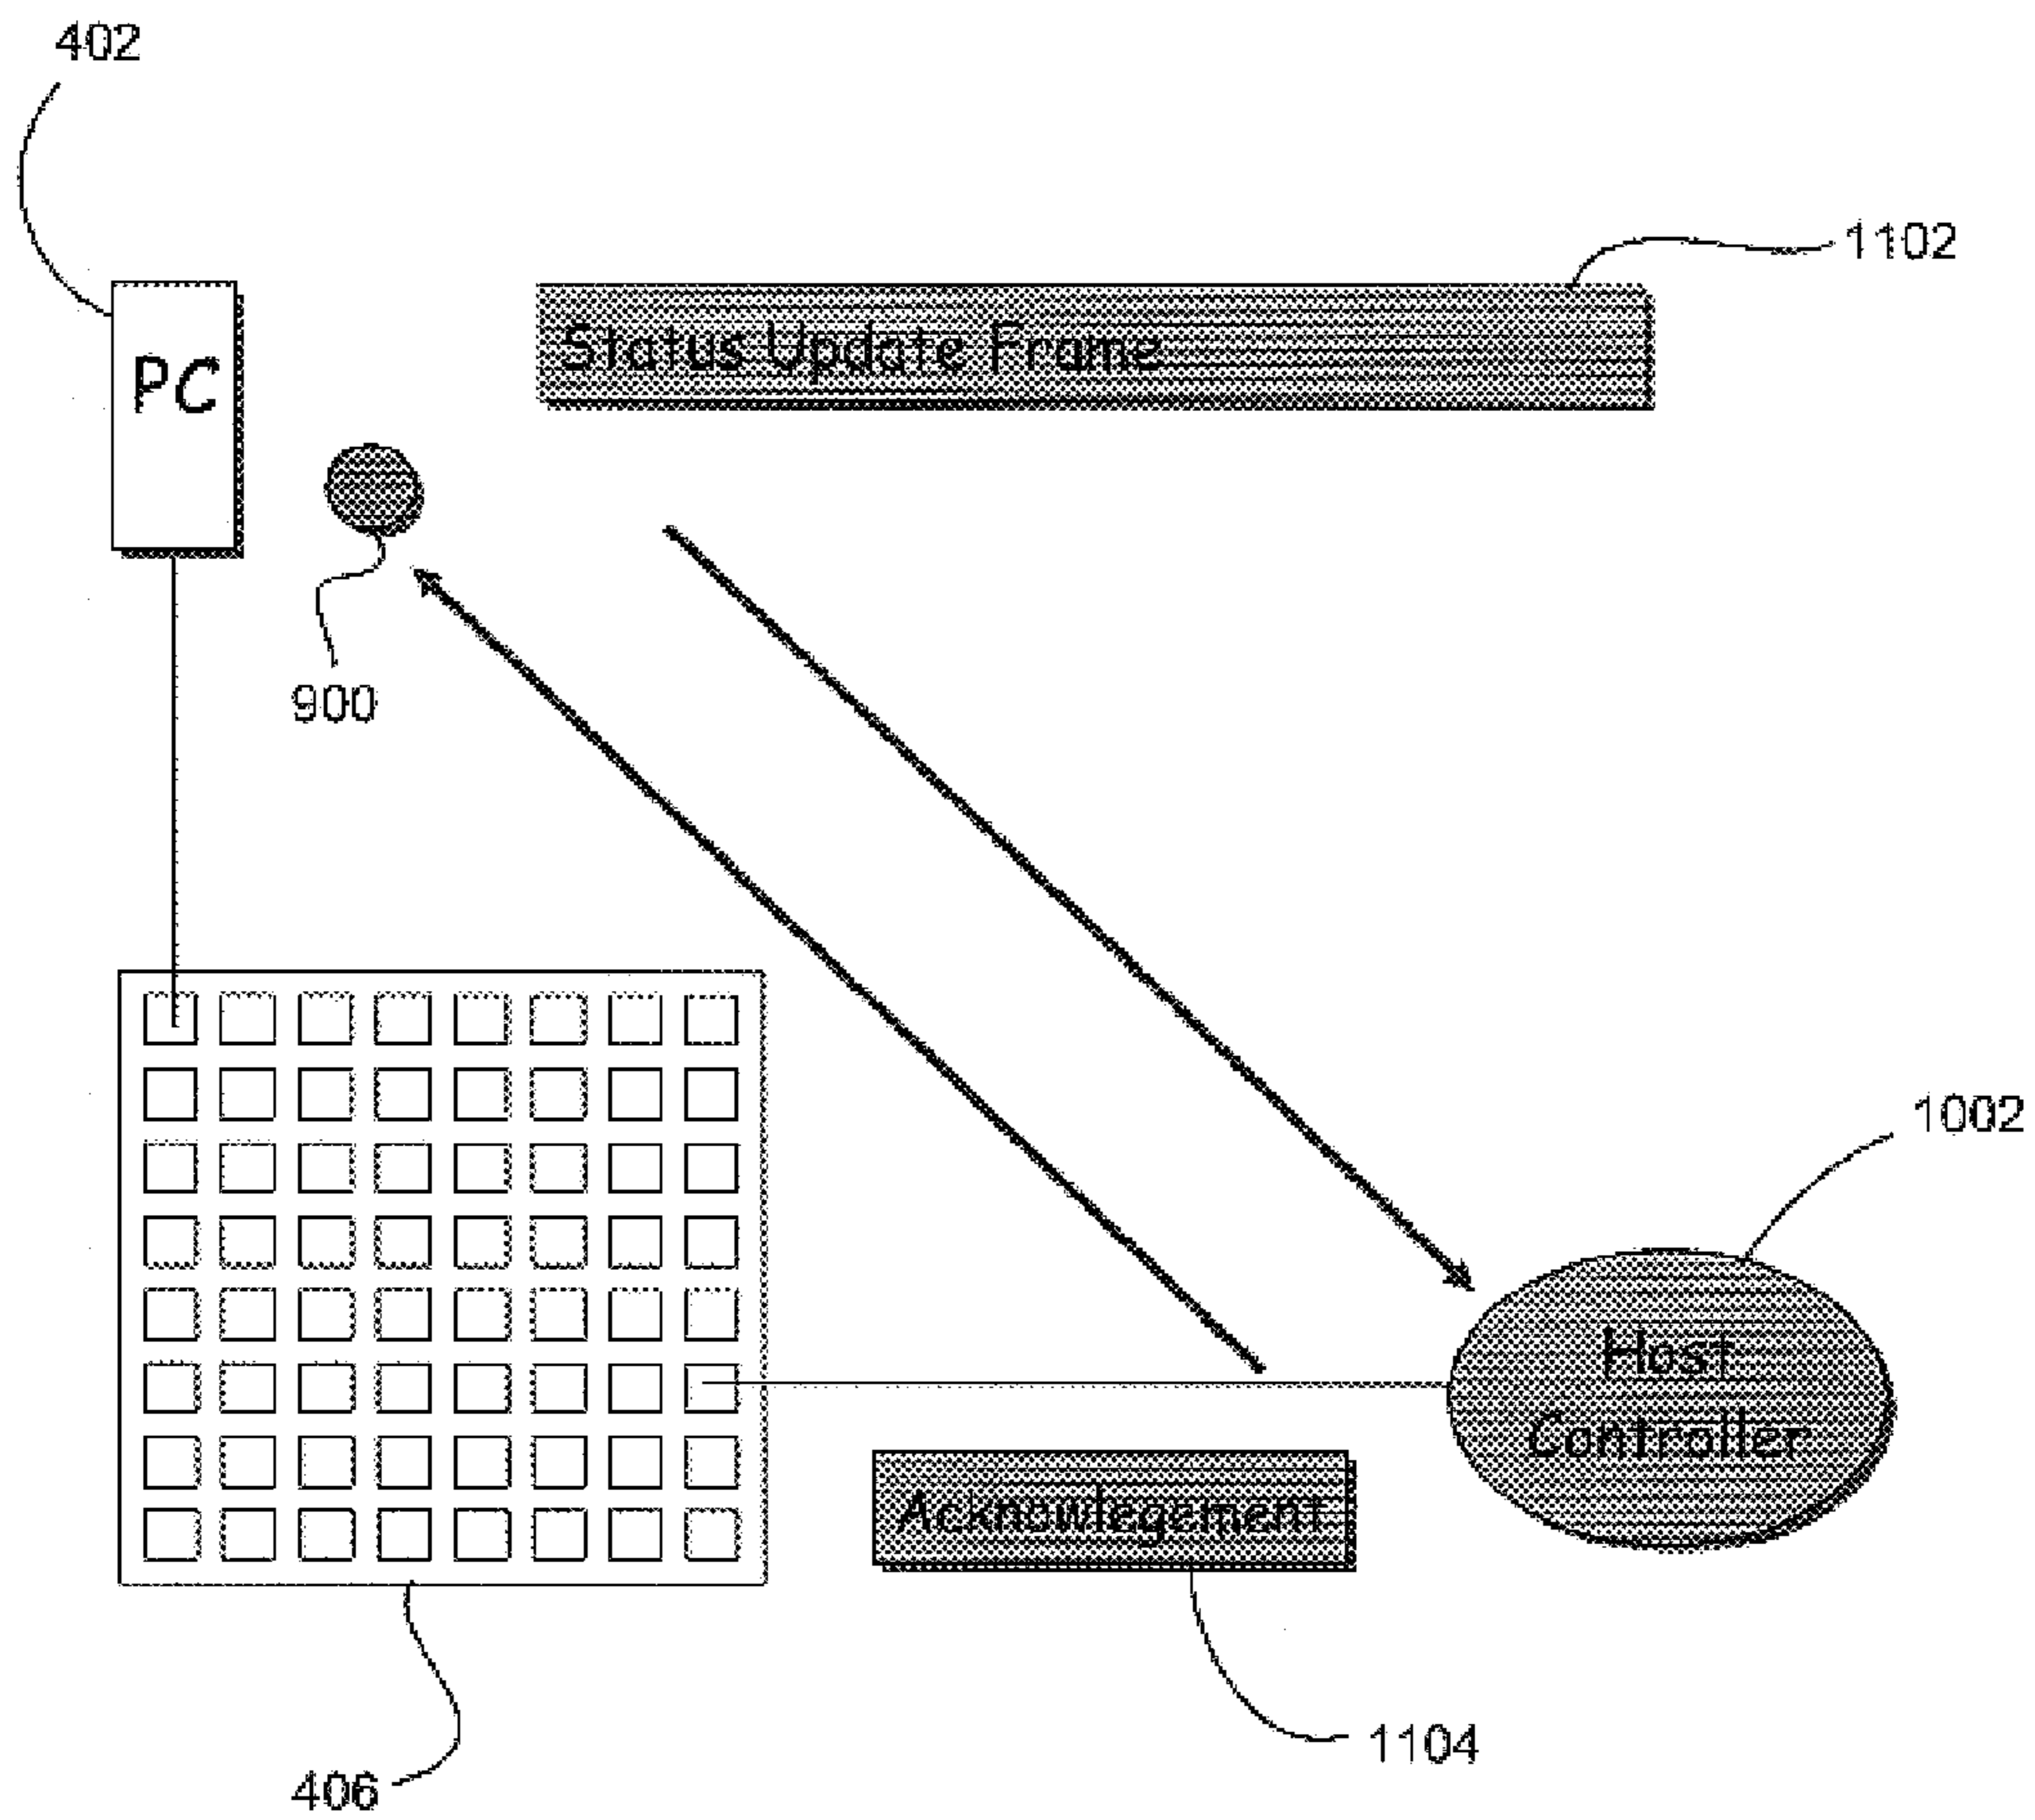 402
1102
Status Update Frame
PC
900
1002
Host
Controller
Acknowlegement
1104
406